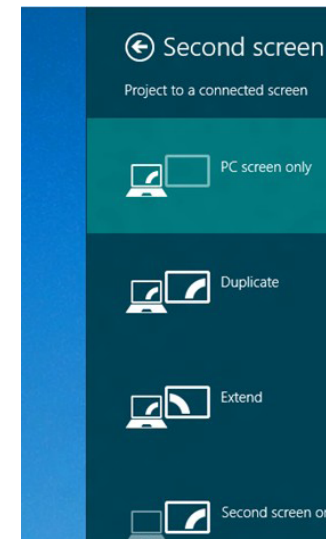 Second screen
Project to a connected screen
PC screen only
Duplicate
Extend
Second screen